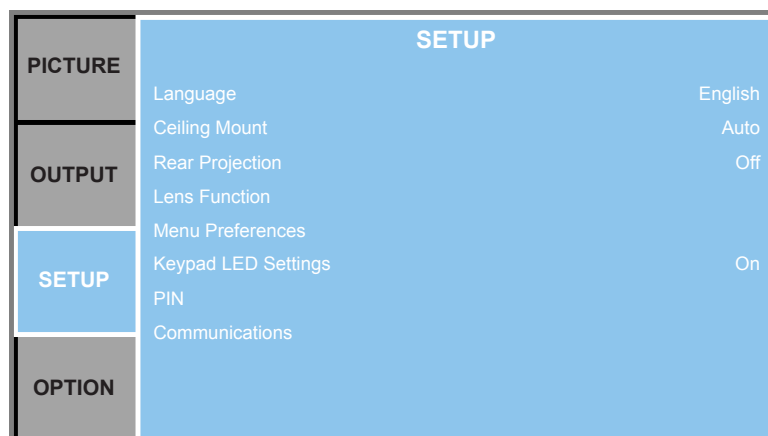 PICTURE
OUTPUT
SETUP
OPTION
SETUP
Language English
Ceiling Mount Auto
Rear Projection Off
Lens Function
Menu Preferences
Keypad LED Settings On
PIN
Communications